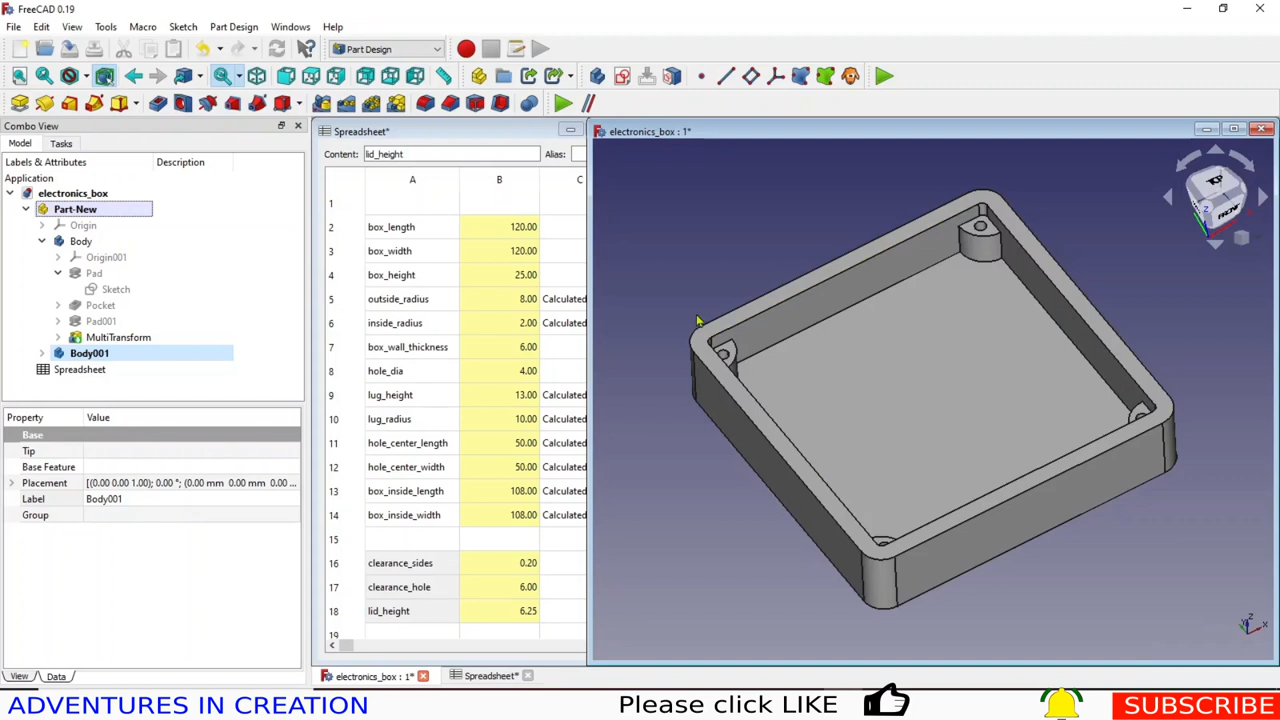 FreeCAD 0.19
File Edit View Tools Macro Sketch Part Design Windows Help
Part Design
Combo View
Model Tasks
Labels & Attributes Description
Application
electronics_box
Part-New
Origin
Body
Origin001
Pad
Sketch
Pocket
Pad001
MultiTransform
Body001
Spreadsheet
Property Value
Base
Tip
Base Feature
Placement [(0.00 0.00 1.00); 0.00 °; (0.00 mm 0.00 mm 0.00 ...
Label Body001
Group
View Data
Spreadsheet*
Content: lid_height Alias:
A B C
1
2 box_length 120.00
3 box_width 120.00
4 box_height 25.00
5 outside_radius 8.00 Calculated
6 inside_radius 2.00 Calculated
7 box_wall_thickness 6.00
8 hole_dia 4.00
9 lug_height 13.00 Calculated
10 lug_radius 10.00 Calculated
11 hole_center_length 50.00 Calculated
12 hole_center_width 50.00 Calculated
13 box_inside_length 108.00 Calculated
14 box_inside_width 108.00 Calculated
15
16 clearance_sides 0.20
17 clearance_hole 6.00
18 lid_height 6.25
19
electronics_box : 1*
TOP
FRONT
Z
Z
X
Y
electronics_box : 1* Spreadsheet*
ADVENTURES IN CREATION Please click LIKE SUBSCRIBE